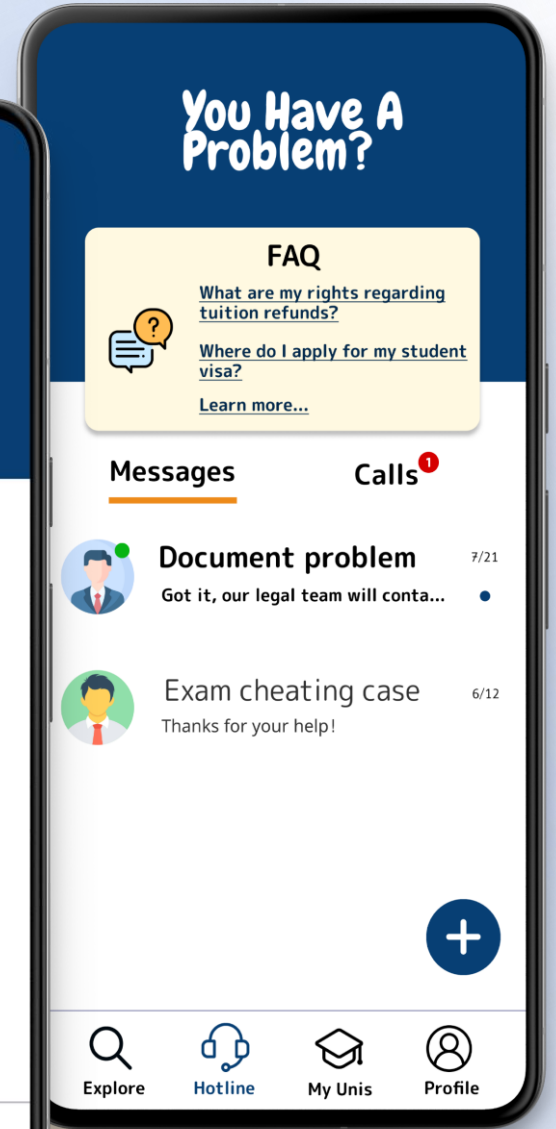 You Have A
Problem?
FAQ
What are my rights regarding
tuition refunds?
?
Where do I apply for my student
visa?
Learn more...
Messages
Calls
1
Document problem
7/21
Got it, our legal team will conta...
Exam cheating case
6/12
Thanks for your help!
+
Explore
Hotline
My Unis
Profile